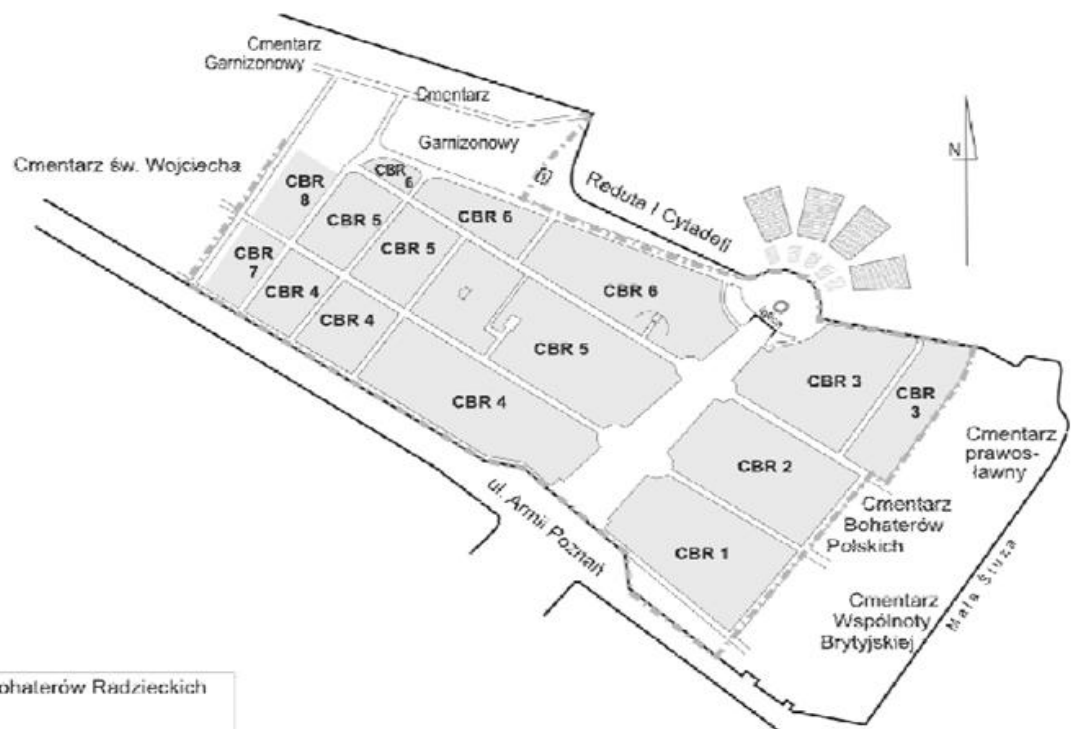 Cmentarz
Garnizonowy
Cmentarz
Garnizonowy
Cmentarz św. Wojciecha
Reduta I Cytadeli
N
CBR
6
CBR
8
CBR 5
CBR 6
CBR 5
CBR
7
CBR 4
CBR 6
CBR 4
CBR 5
CBR 3
CBR
3
CBR 4
Cmentarz
prawos-
ławny
CBR 2
ul. Armii Poznań
Cmentarz
Bohaterów
Polskich
CBR 1
Cmentarz
Wspólnoty
Brytyjskiej
Mała Śluza
ohaterów Radzieckich